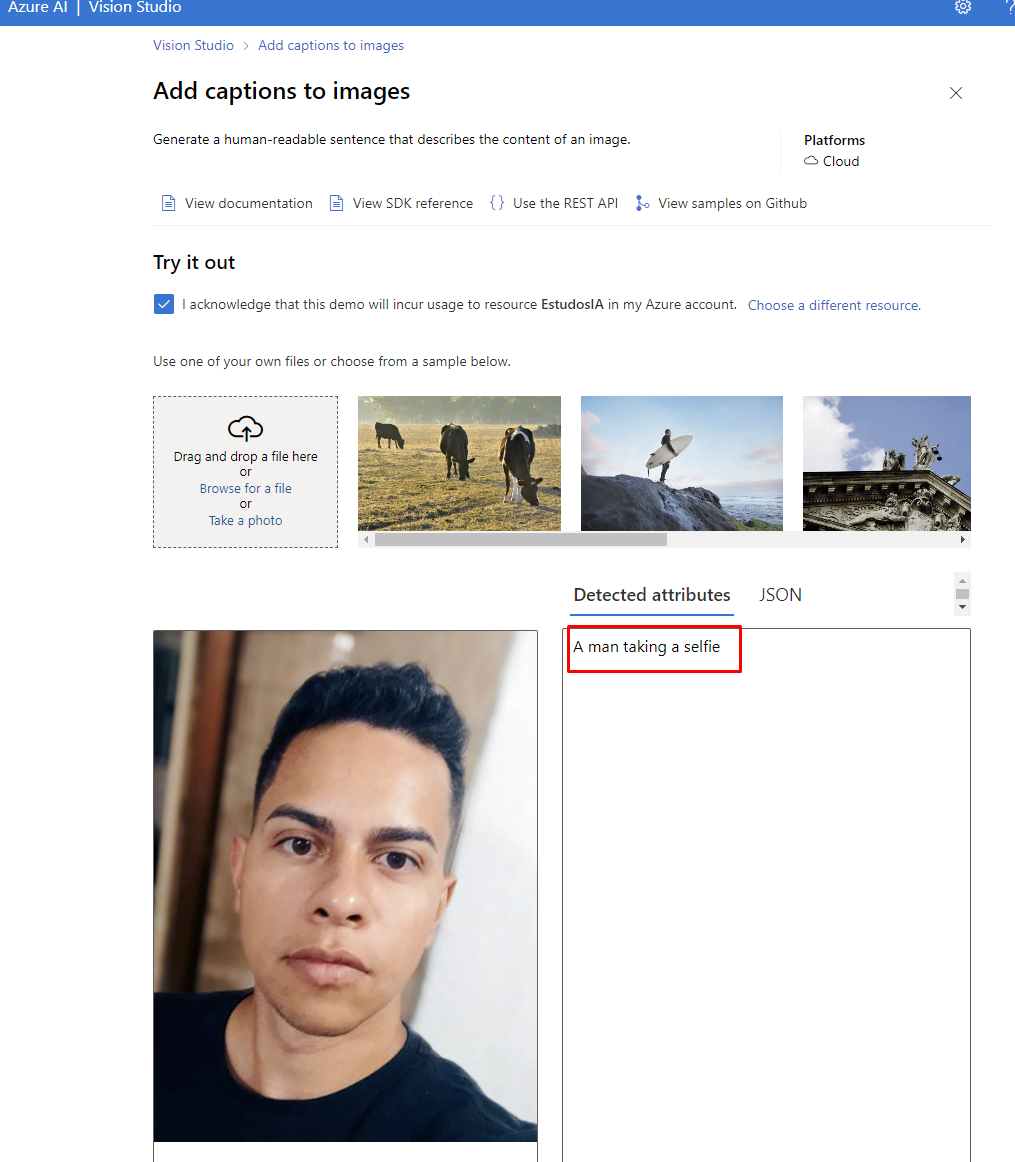 Azure AI | Vision Studio
Vision Studio > Add captions to images
Add captions to images
Generate a human-readable sentence that describes the content of an image.
Platforms
Cloud
View documentation View SDK reference {} Use the REST API View samples on Github
Try it out
I acknowledge that this demo will incur usage to resource EstudosIA in my Azure account. Choose a different resource.
Use one of your own files or choose from a sample below.
Drag and drop a file here
or
Browse for a file
or
Take a photo
Detected attributes JSON
A man taking a selfie